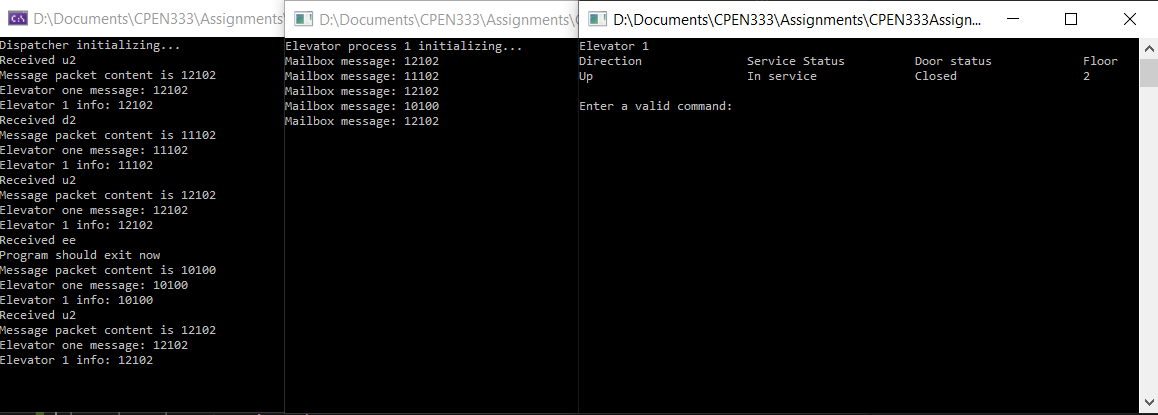 D:\Documents\CPEN333\Assignments\
Dispatcher initializing...
Received u2
Message packet content is 12102
Elevator one message: 12102
Elevator 1 info: 12102
Received d2
Message packet content is 11102
Elevator one message: 11102
Elevator 1 info: 11102
Received u2
Message packet content is 12102
Elevator one message: 12102
Elevator 1 info: 12102
Received ee
Program should exit now
Message packet content is 10100
Elevator one message: 10100
Elevator 1 info: 10100
Received u2
Message packet content is 12102
Elevator one message: 12102
Elevator 1 info: 12102
D:\Documents\CPEN333\Assignments\C
Elevator process 1 initializing...
Mailbox message: 12102
Mailbox message: 11102
Mailbox message: 12102
Mailbox message: 10100
Mailbox message: 12102
D:\Documents\CPEN333\Assignments\CPEN333Assign...
Elevator 1
Direction Service Status Door status Floor
Up In service Closed 2
Enter a valid command: